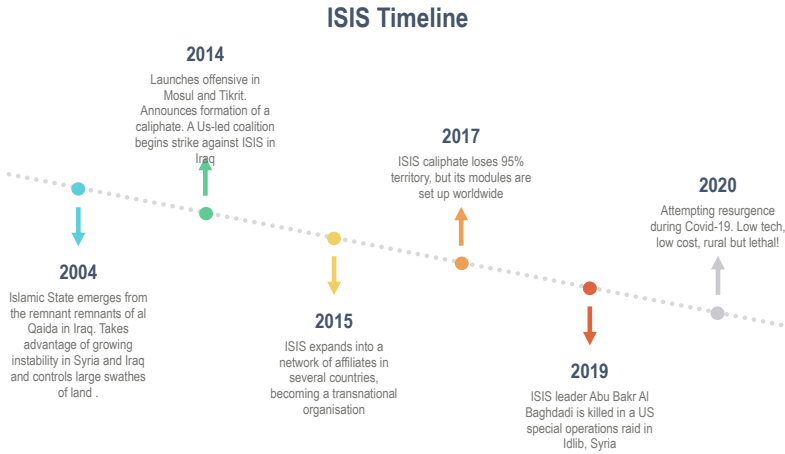 ISIS Timeline
2014
Launches offensive in
Mosul and Tikrit.
Announces formation of a
caliphate. A Us-led coalition
begins strike against ISIS in
Iraq
2017
ISIS caliphate loses 95%
territory, but its modules are
set up worldwide
2020
Attempting resurgence
during Covid-19. Low tech,
low cost, rural but lethal!
2004
Islamic State emerges from
the remnant remnants of al
Qaida in Iraq. Takes
advantage of growing
instability in Syria and Iraq
and controls large swathes
of land .
2015
ISIS expands into a
network of affiliates in
several countries,
becoming a transnational
organisation
2019
ISIS leader Abu Bakr Al
Baghdadi is killed in a US
special operations raid in
Idlib, Syria